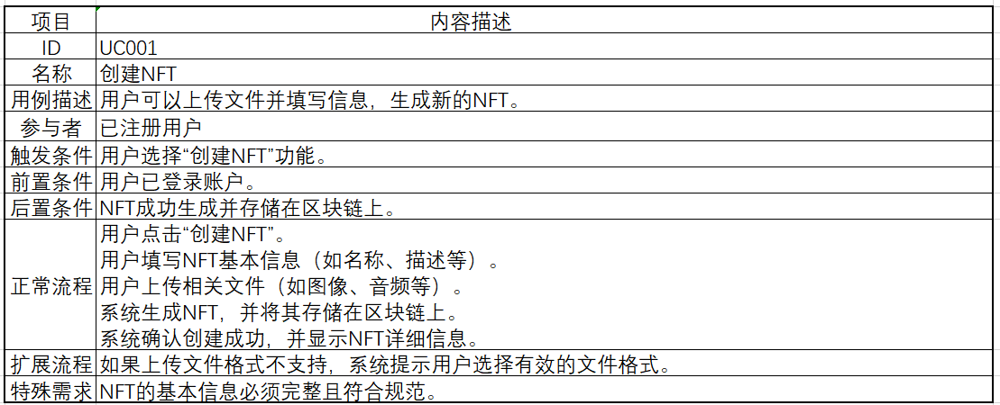 项目 内容描述
ID UC001
名称 创建NFT
用例描述 用户可以上传文件并填写信息，生成新的NFT。
参与者 已注册用户
触发条件 用户选择“创建NFT”功能。
前置条件 用户已登录账户。
后置条件 NFT成功生成并存储在区块链上。
正常流程
用户点击“创建NFT”。
用户填写NFT基本信息（如名称、描述等）。
用户上传相关文件（如图像、音频等）。
系统生成NFT，并将其存储在区块链上。
系统确认创建成功，并显示NFT详细信息。
扩展流程 如果上传文件格式不支持，系统提示用户选择有效的文件格式。
特殊需求 NFT的基本信息必须完整且符合规范。